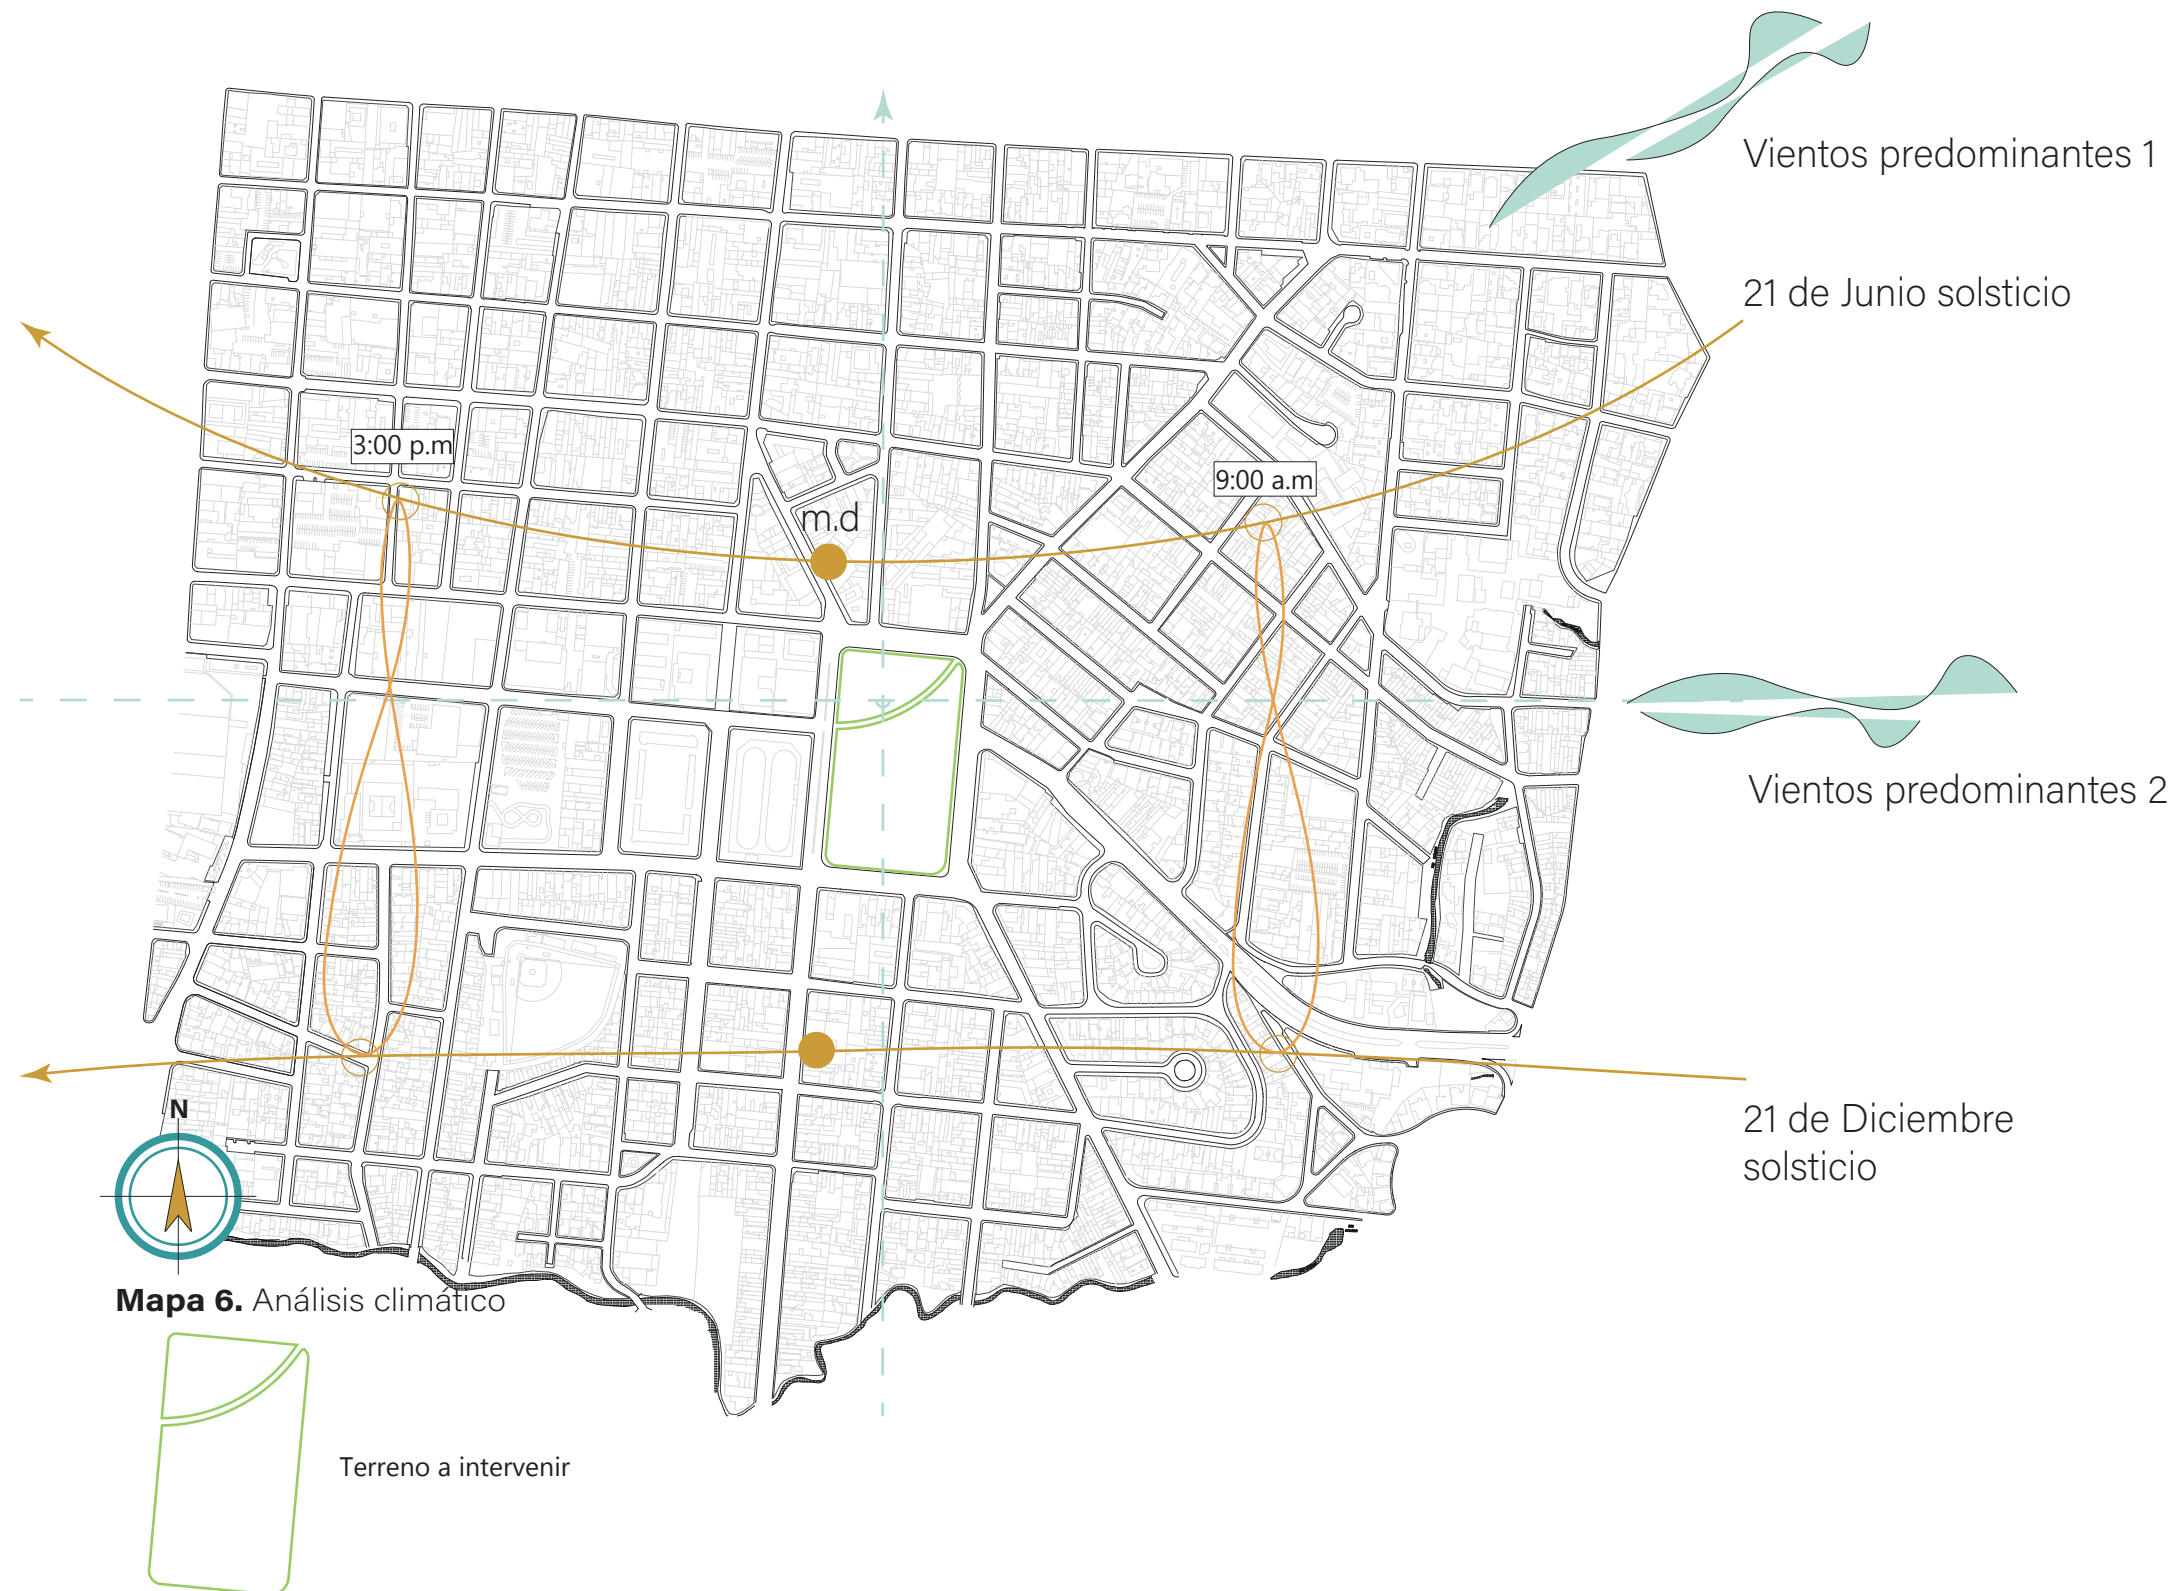 Vientos predominantes 1
21 de Junio solsticio
3:00 p.m
9:00 a.m
m.d
Vientos predominantes 2
21 de Diciembre
solsticio
N
Mapa 6. Análisis climático
Terreno a intervenir